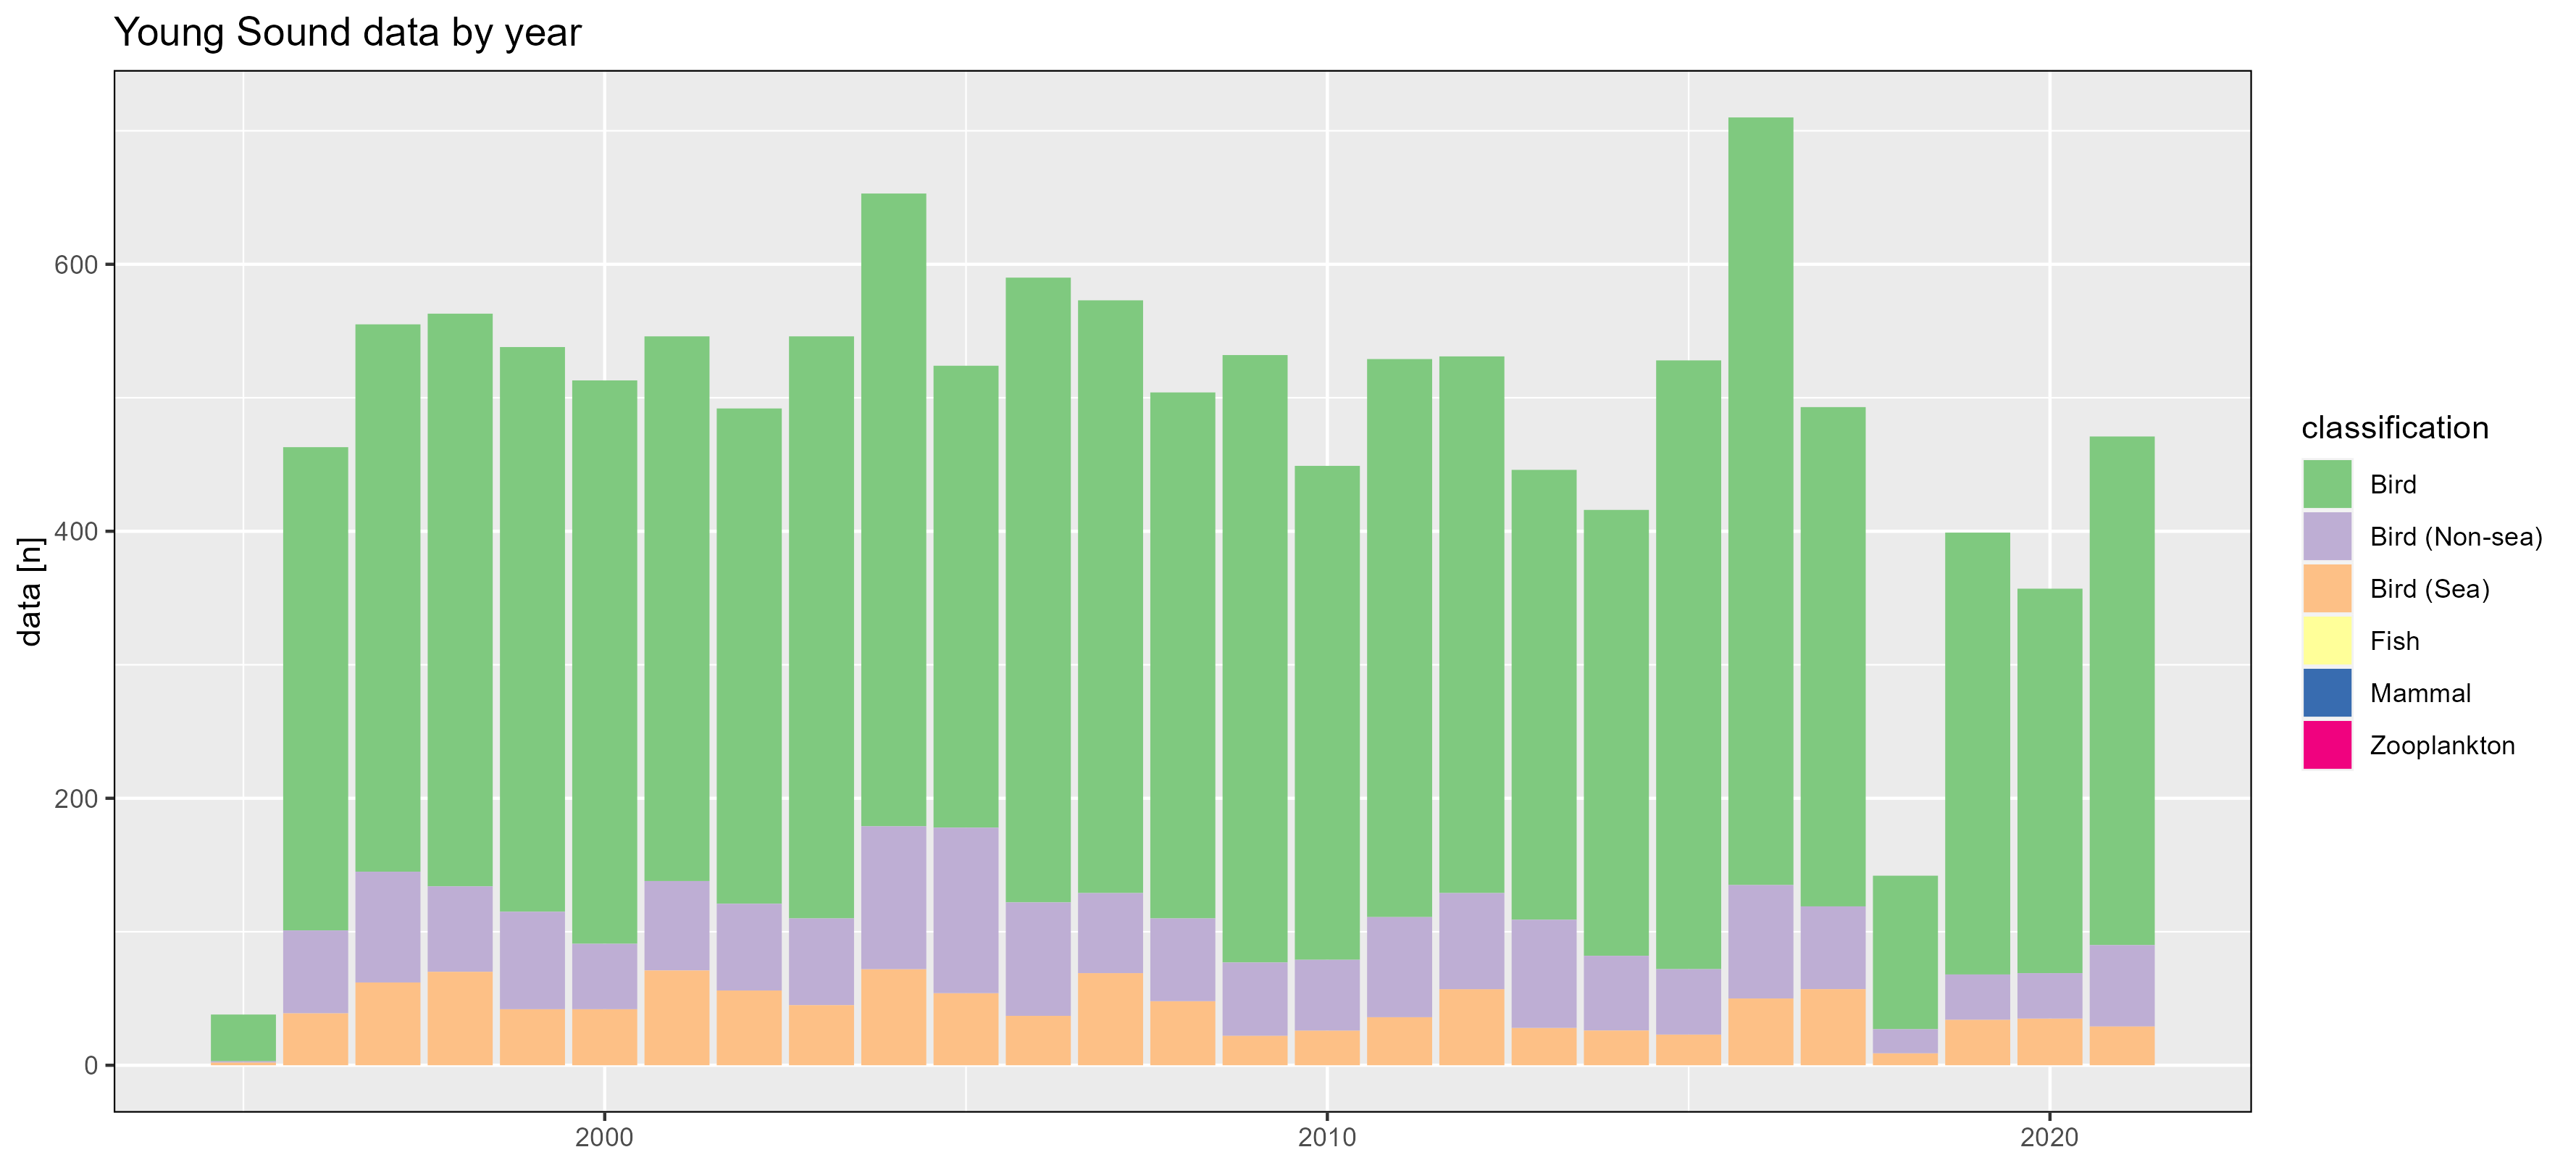 Young Sound data by year
data [n]
600
400
200
0
2000
2010
2020
classification
Bird
Bird (Non-sea)
Bird (Sea)
Fish
Mammal
Zooplankton